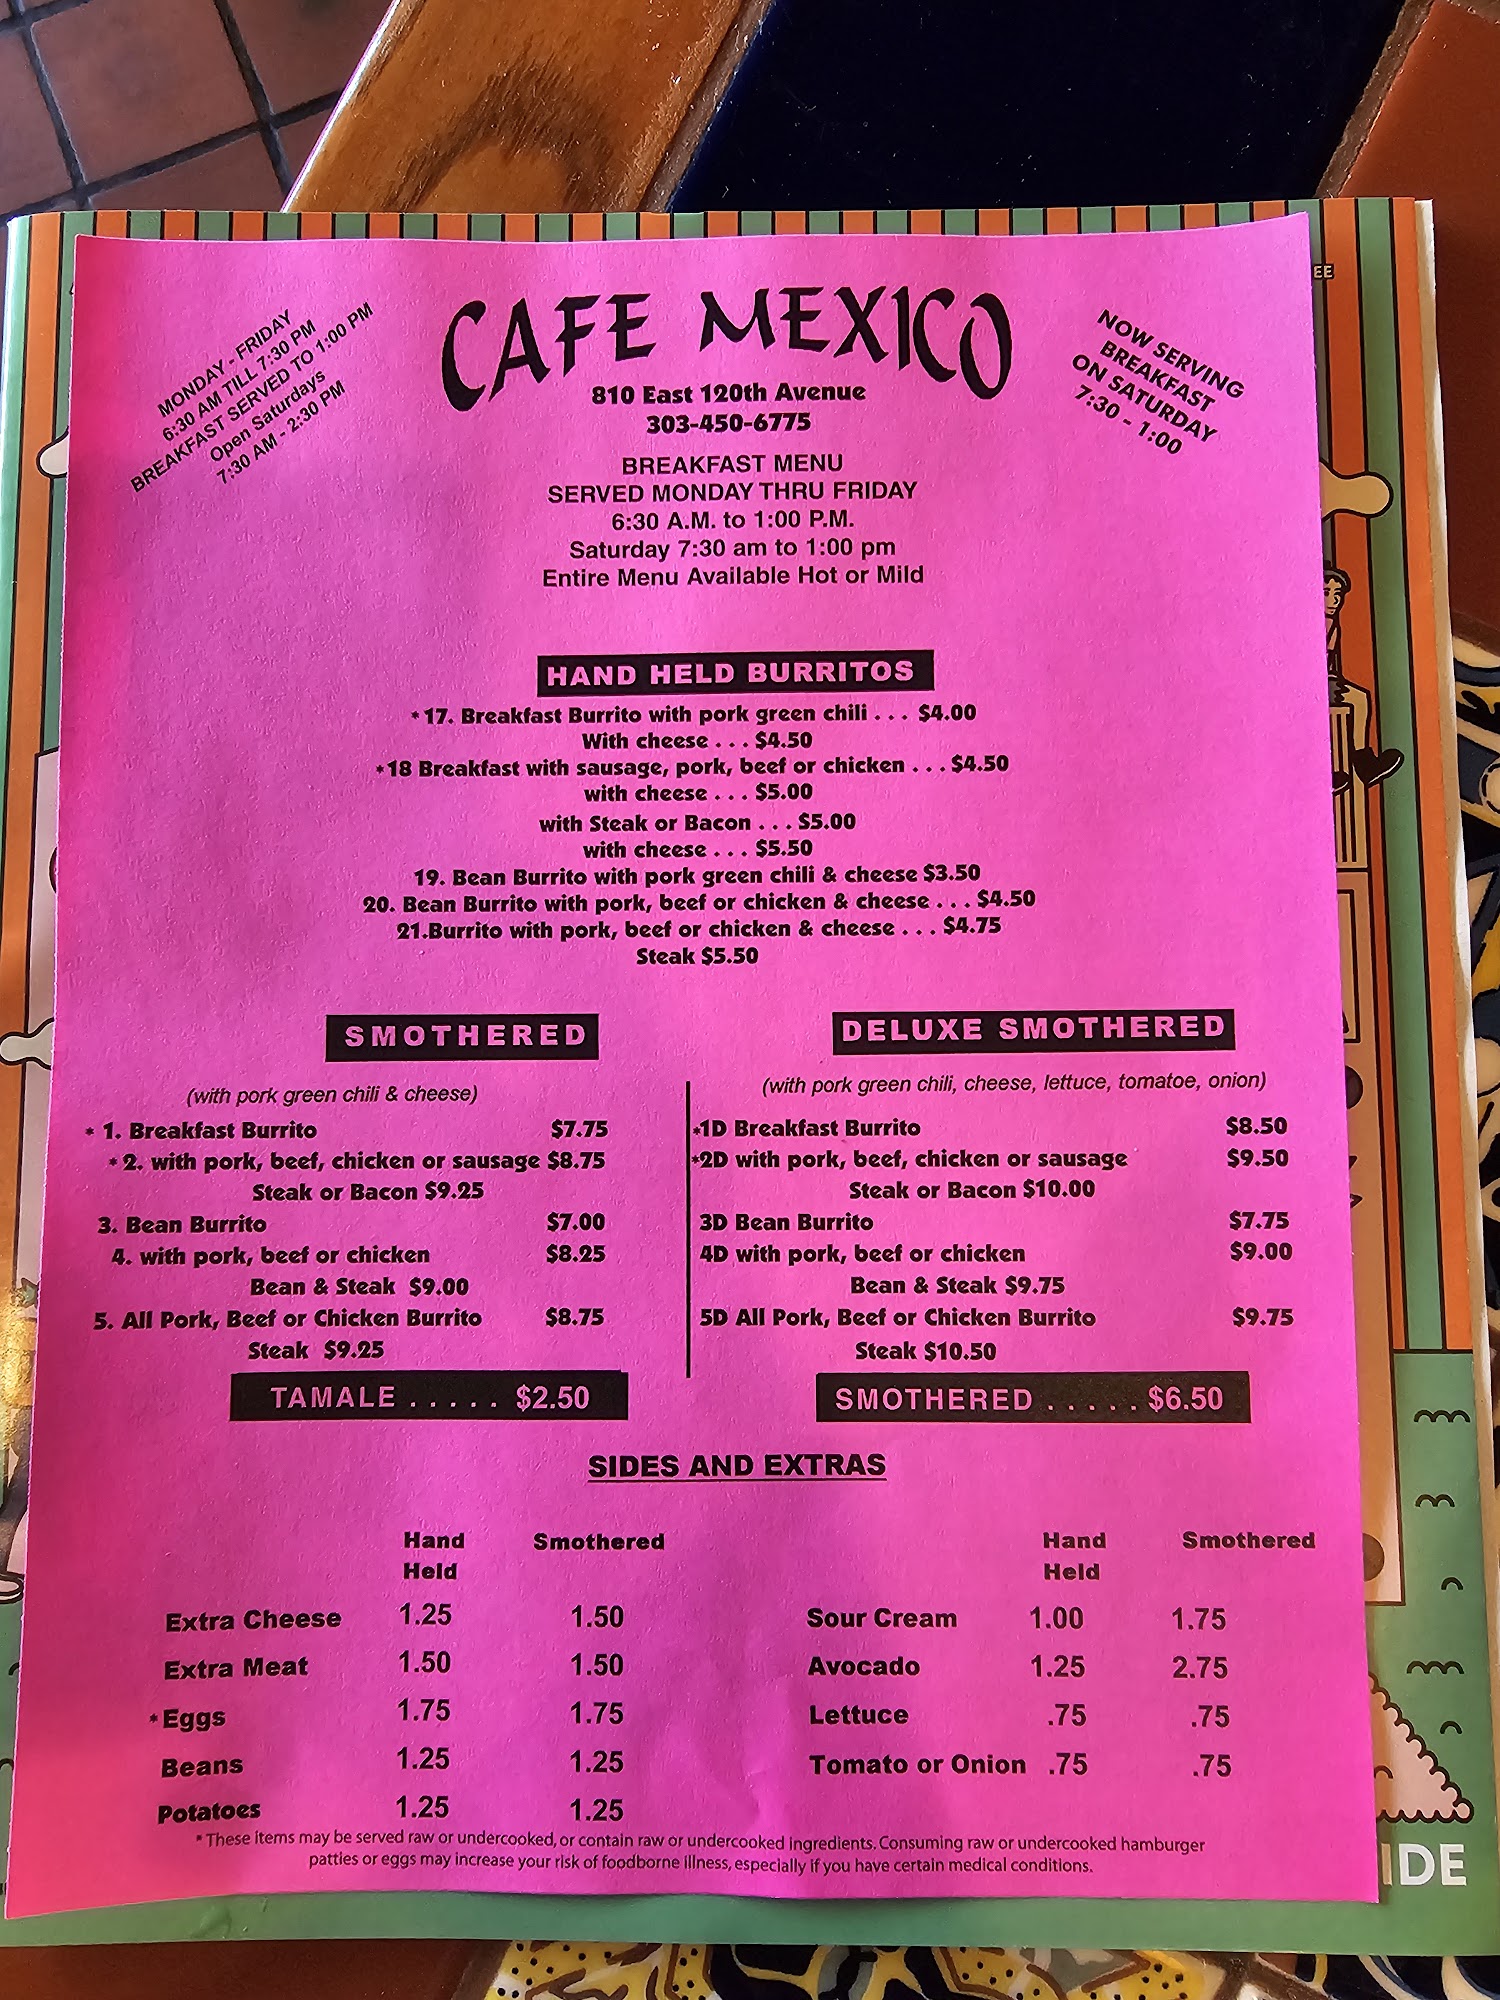 MONDAY - FRIDAY
6:30 AM TILL 7:30 PM
BREAKFAST SERVED TO 1:00 PM
Open Saturdays
7:30 AM - 2:30 PM
CAFE MEXICO
810 East 120th Avenue
303-450-6775
NOW SERVING
BREAKFAST
ON SATURDAY
7:30 - 1:00
BREAKFAST MENU
SERVED MONDAY THRU FRIDAY
6:30 A.M. to 1:00 P.M.
Saturday 7:30 am to 1:00 pm
Entire Menu Available Hot or Mild
HAND HELD BURRITOS
*17. Breakfast Burrito with pork green chili . . . $4.00
With cheese . . . $4.50
*18 Breakfast with sausage, pork, beef or chicken . . . $4.50
with cheese . . . $5.00
with Steak or Bacon . . . $5.00
with cheese . . . $5.50
19. Bean Burrito with pork green chili & cheese $3.50
20. Bean Burrito with pork, beef or chicken & cheese . . . $4.50
21.Burrito with pork, beef or chicken & cheese . . . $4.75
Steak $5.50
SMOTHERED
(with pork green chili & cheese)
* 1. Breakfast Burrito $7.75
* 2. with pork, beef, chicken or sausage $8.75
Steak or Bacon $9.25
3. Bean Burrito $7.00
4. with pork, beef or chicken $8.25
Bean & Steak $9.00
5. All Pork, Beef or Chicken Burrito $8.75
Steak $9.25
TAMALE . . . . . $2.50
DELUXE SMOTHERED
(with pork green chili, cheese, lettuce, tomatoe, onion)
*1D Breakfast Burrito $8.50
*2D with pork, beef, chicken or sausage $9.50
Steak or Bacon $10.00
3D Bean Burrito $7.75
4D with pork, beef or chicken $9.00
Bean & Steak $9.75
5D All Pork, Beef or Chicken Burrito $9.75
Steak $10.50
SMOTHERED . . . . . $6.50
SIDES AND EXTRAS
Hand Held Smothered
Extra Cheese 1.25 1.50
Extra Meat 1.50 1.50
*Eggs 1.75 1.75
Beans 1.25 1.25
Potatoes 1.25 1.25
Hand Held Smothered
Sour Cream 1.00 1.75
Avocado 1.25 2.75
Lettuce .75 .75
Tomato or Onion .75 .75
* These items may be served raw or undercooked, or contain raw or undercooked ingredients. Consuming raw or undercooked hamburger
patties or eggs may increase your risk of foodborne illness, especially if you have certain medical conditions.
EE
IDE